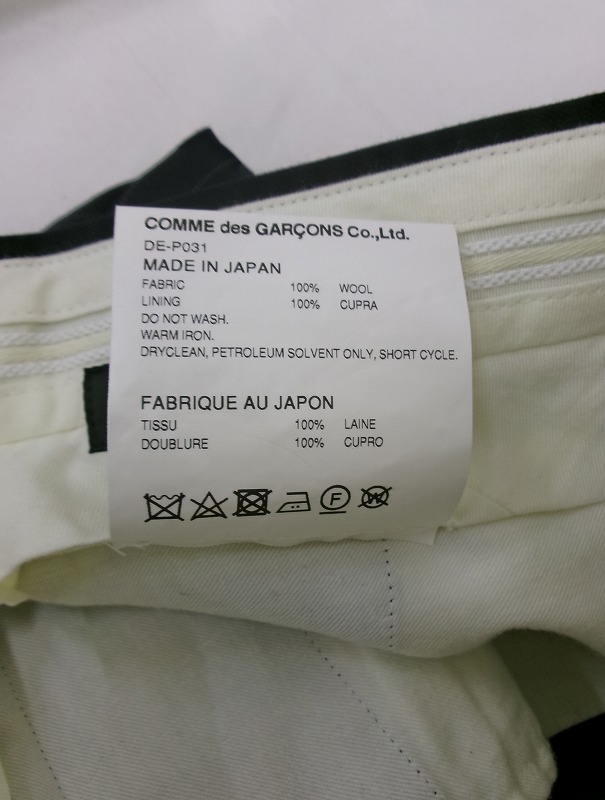 COMME des GARÇONS Co.,Ltd.
DE-P031
MADE IN JAPAN
FABRIC 100% WOOL
LINING 100% CUPRA
DO NOT WASH.
WARM IRON.
DRYCLEAN, PETROLEUM SOLVENT ONLY, SHORT CYCLE.
FABRIQUE AU JAPON
TISSU 100% LAINE
DOUBLURE 100% CUPRO
F W